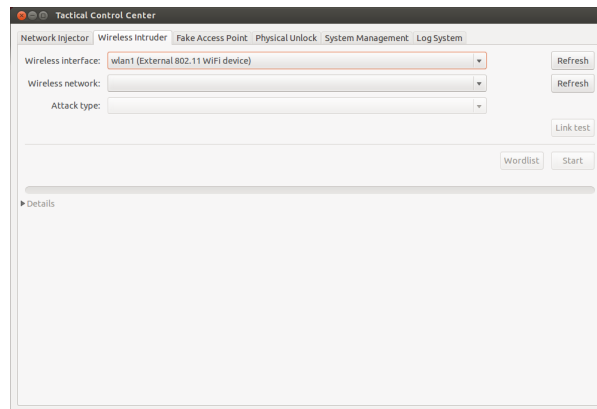 Tactical Control Center
Network Injector Wireless Intruder Fake Access Point Physical Unlock System Management Log System
Wireless interface: wlan1 (External 802.11 WiFi device) Refresh
Wireless network: Refresh
Attack type:
Link test
Wordlist Start
Details